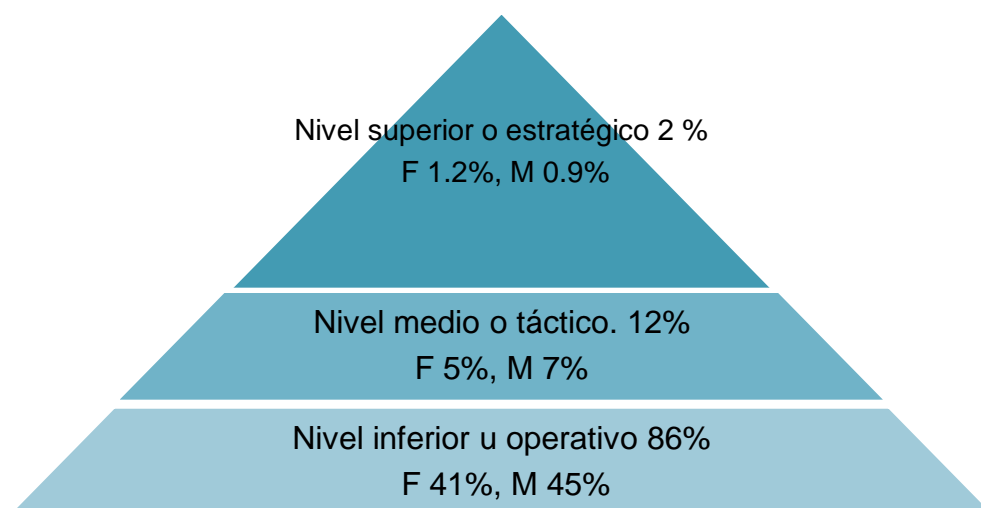 Nivel superior o estratégico 2 %
F 1.2%, M 0.9%
Nivel medio o táctico. 12%
F 5%, M 7%
Nivel inferior u operativo 86%
F 41%, M 45%